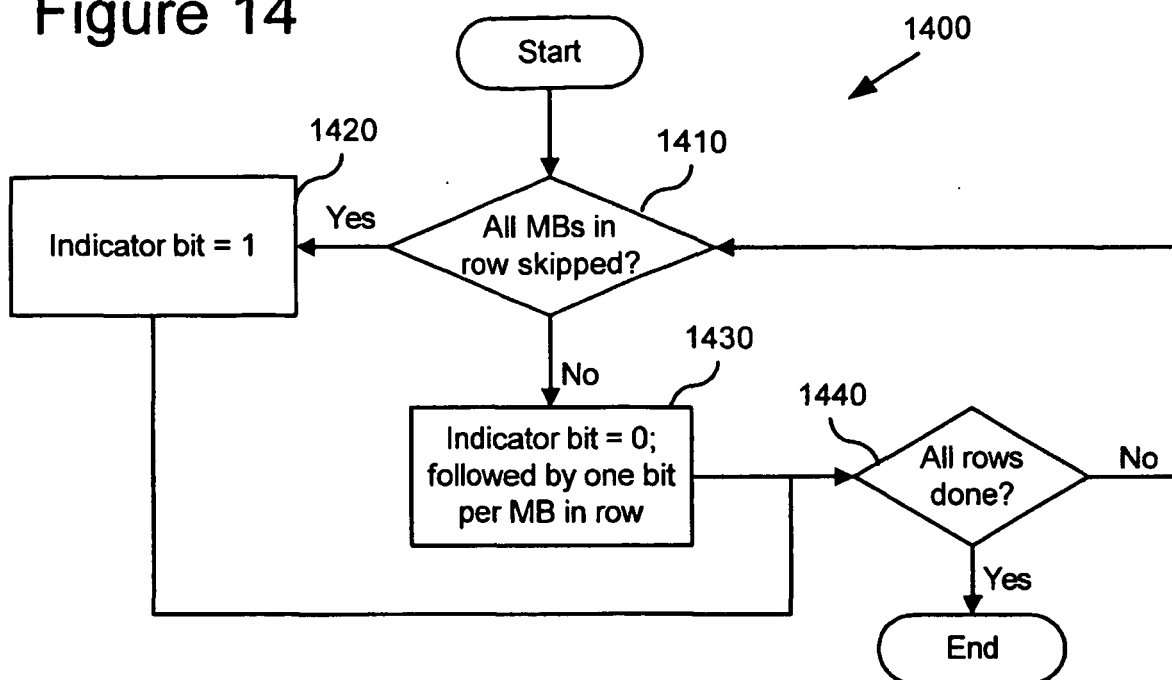 Figure 14
Start
1400
1420
1410
Yes
Indicator bit = 1
All MBs in
row skipped?
1430
No
1440
Indicator bit = 0;
followed by one bit
per MB in row
All rows
done?
No
Yes
End